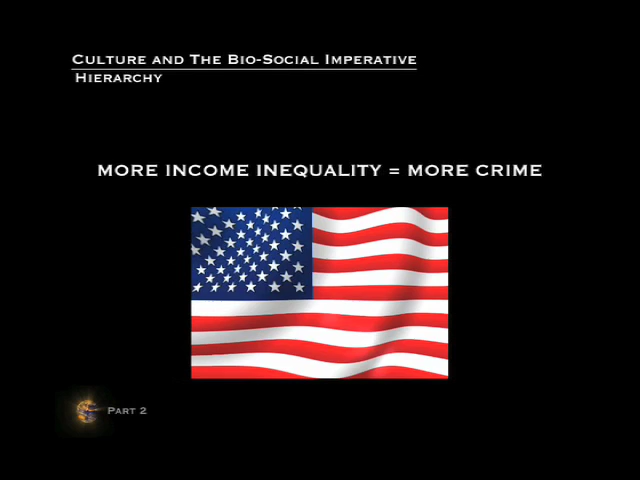 Culture and The Bio-Social Imperative
Hierarchy
MORE INCOME INEQUALITY = MORE CRIME
Part 2